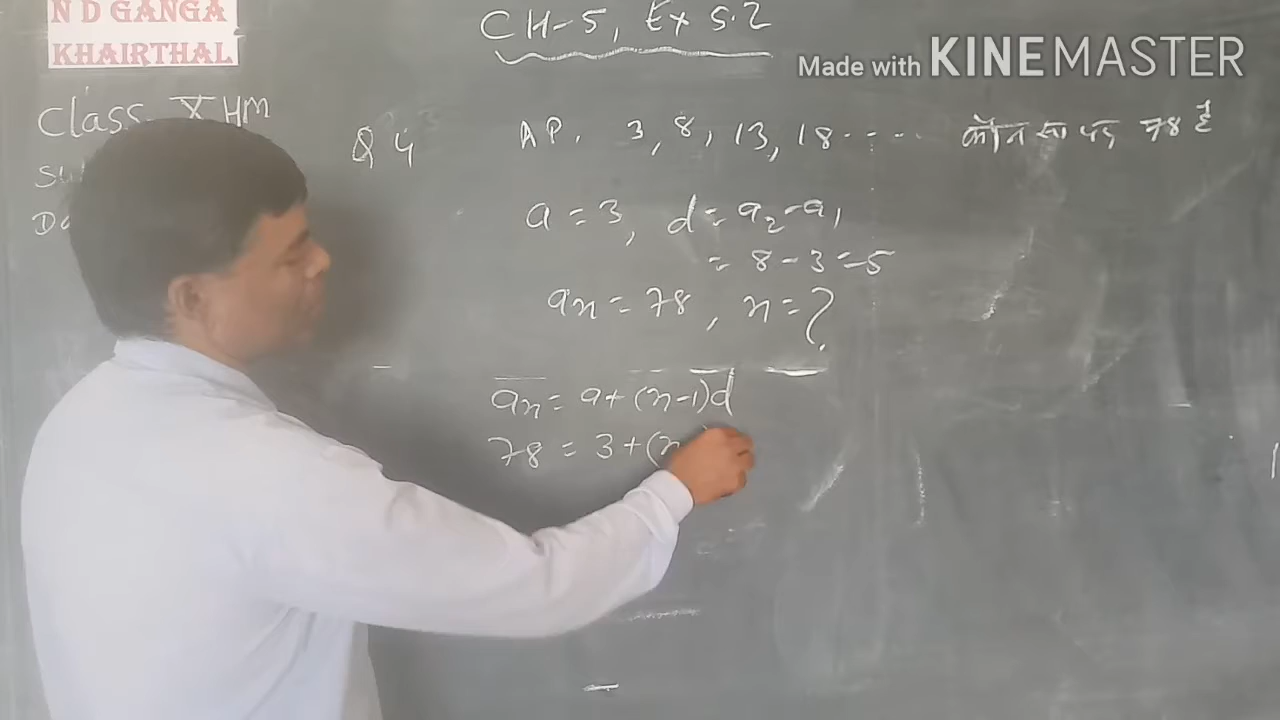 N D GANGA
KHAIRTHAL
CH-5, Ex 5.2
Made with KINEMASTER
Class X HM
Q 4 AP. 3, 8, 13, 18 ...... कौन सा पद 78 है
a = 3, d = a2 - a1
= 8 - 3 = 5
an = 78, n = ?
an = a + (n-1)d
78 = 3 + (n